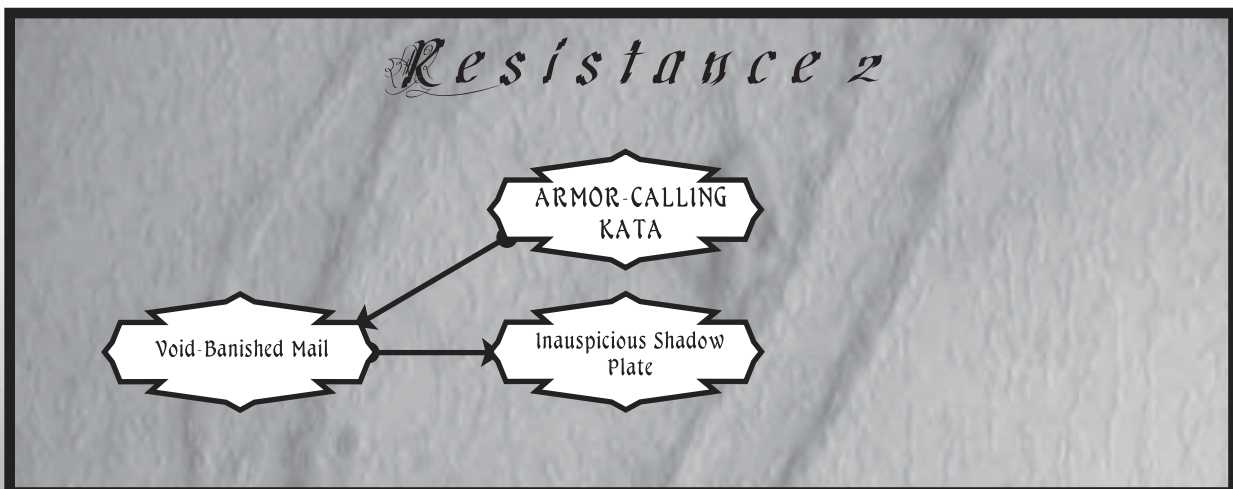 Resistance 2
ARMOR-CALLING
KATA
Void-Banished Mail
Inauspicious Shadow
Plate